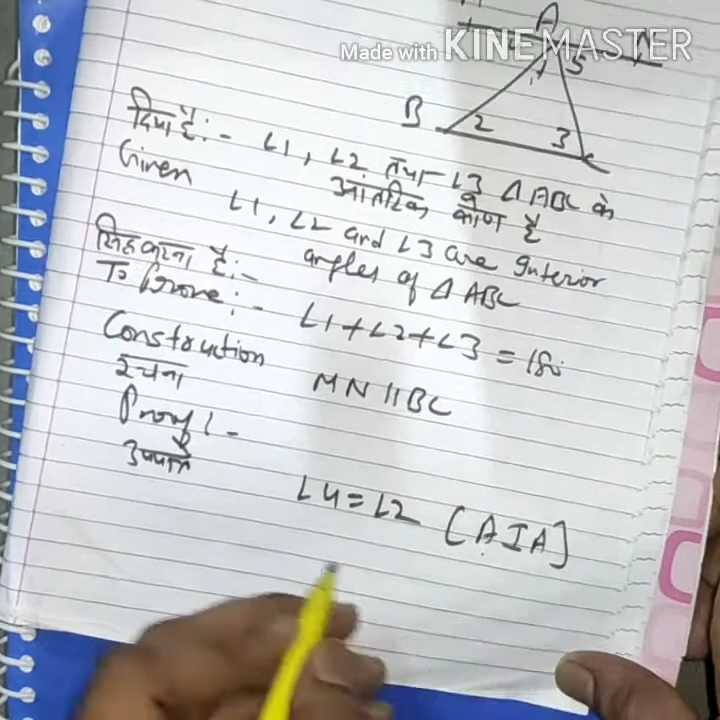 Made with KINEMASTER
A
N
5
1
B
2
3
C
दिया है:- ∠1, ∠2 तथा ∠3 ΔABC के
Given आंतरिक कोण है
∠1, ∠2 and ∠3 are Interior
angles of Δ ABC
सिद्ध करना है:-
To Prove:- ∠1+∠2+∠3 = 180
Construction
रचना MN || BC
Proof:-
उपपत्ति
∠4=∠2 [AIA]